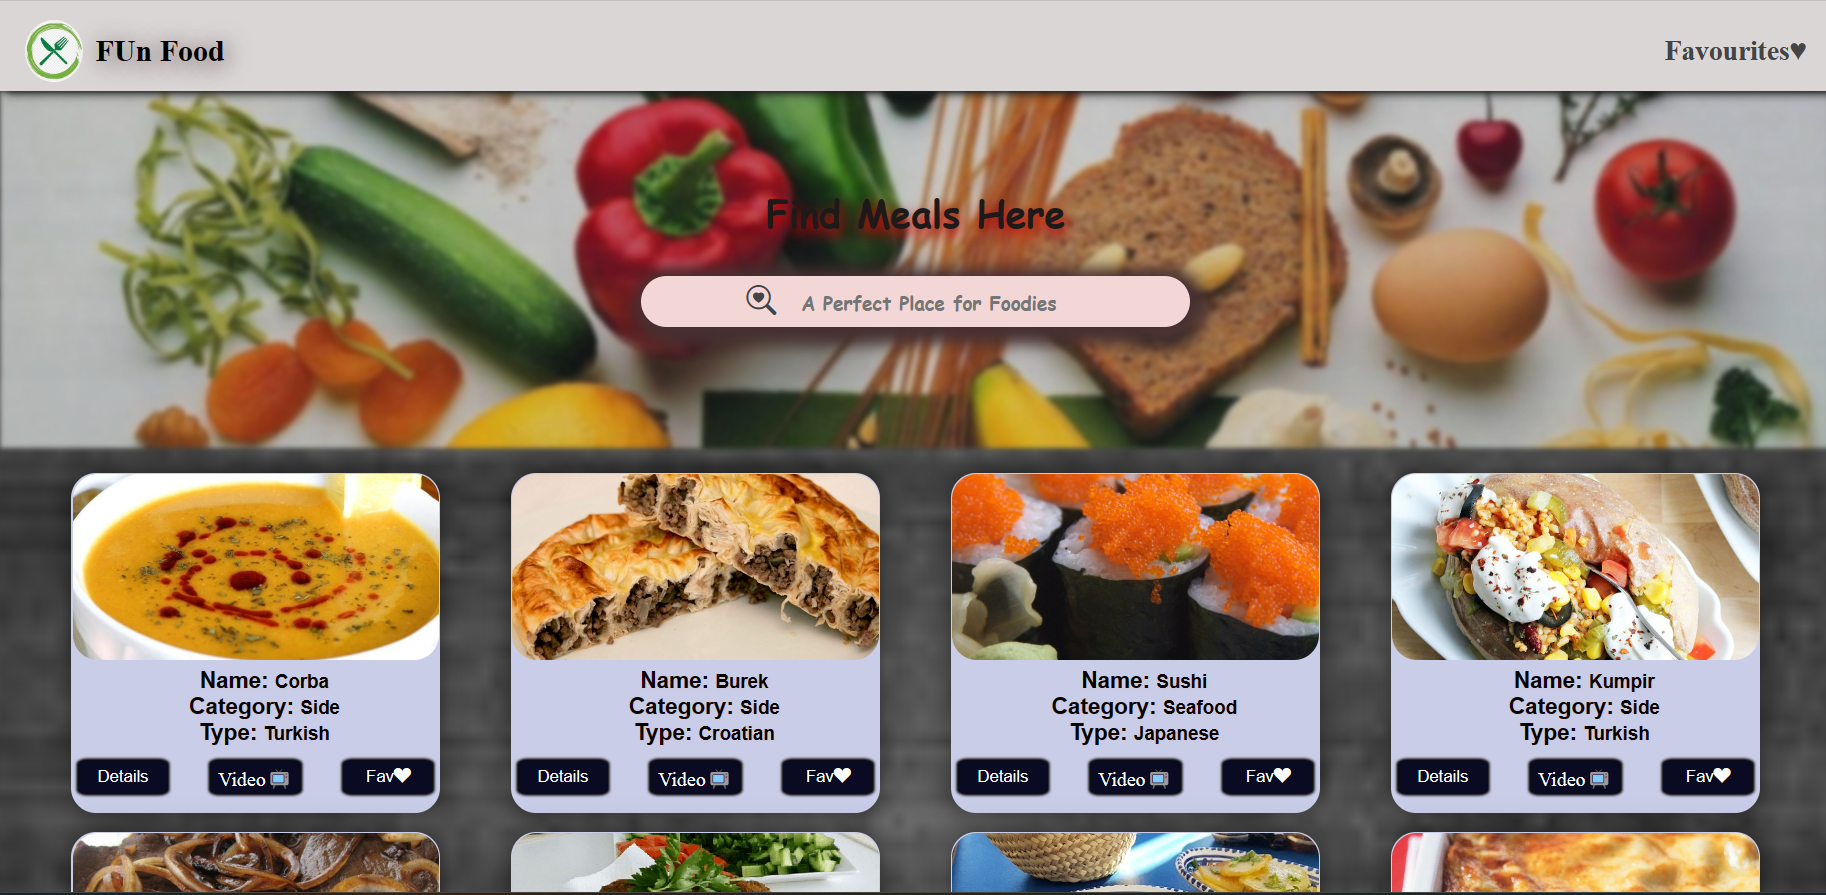 FUn Food
Favourites♥
Find Meals Here
A Perfect Place for Foodies
Name: Corba
Category: Side
Type: Turkish
Details
Video 📺
Fav♥
Name: Burek
Category: Side
Type: Croatian
Details
Video 📺
Fav♥
Name: Sushi
Category: Seafood
Type: Japanese
Details
Video 📺
Fav♥
Name: Kumpir
Category: Side
Type: Turkish
Details
Video 📺
Fav♥